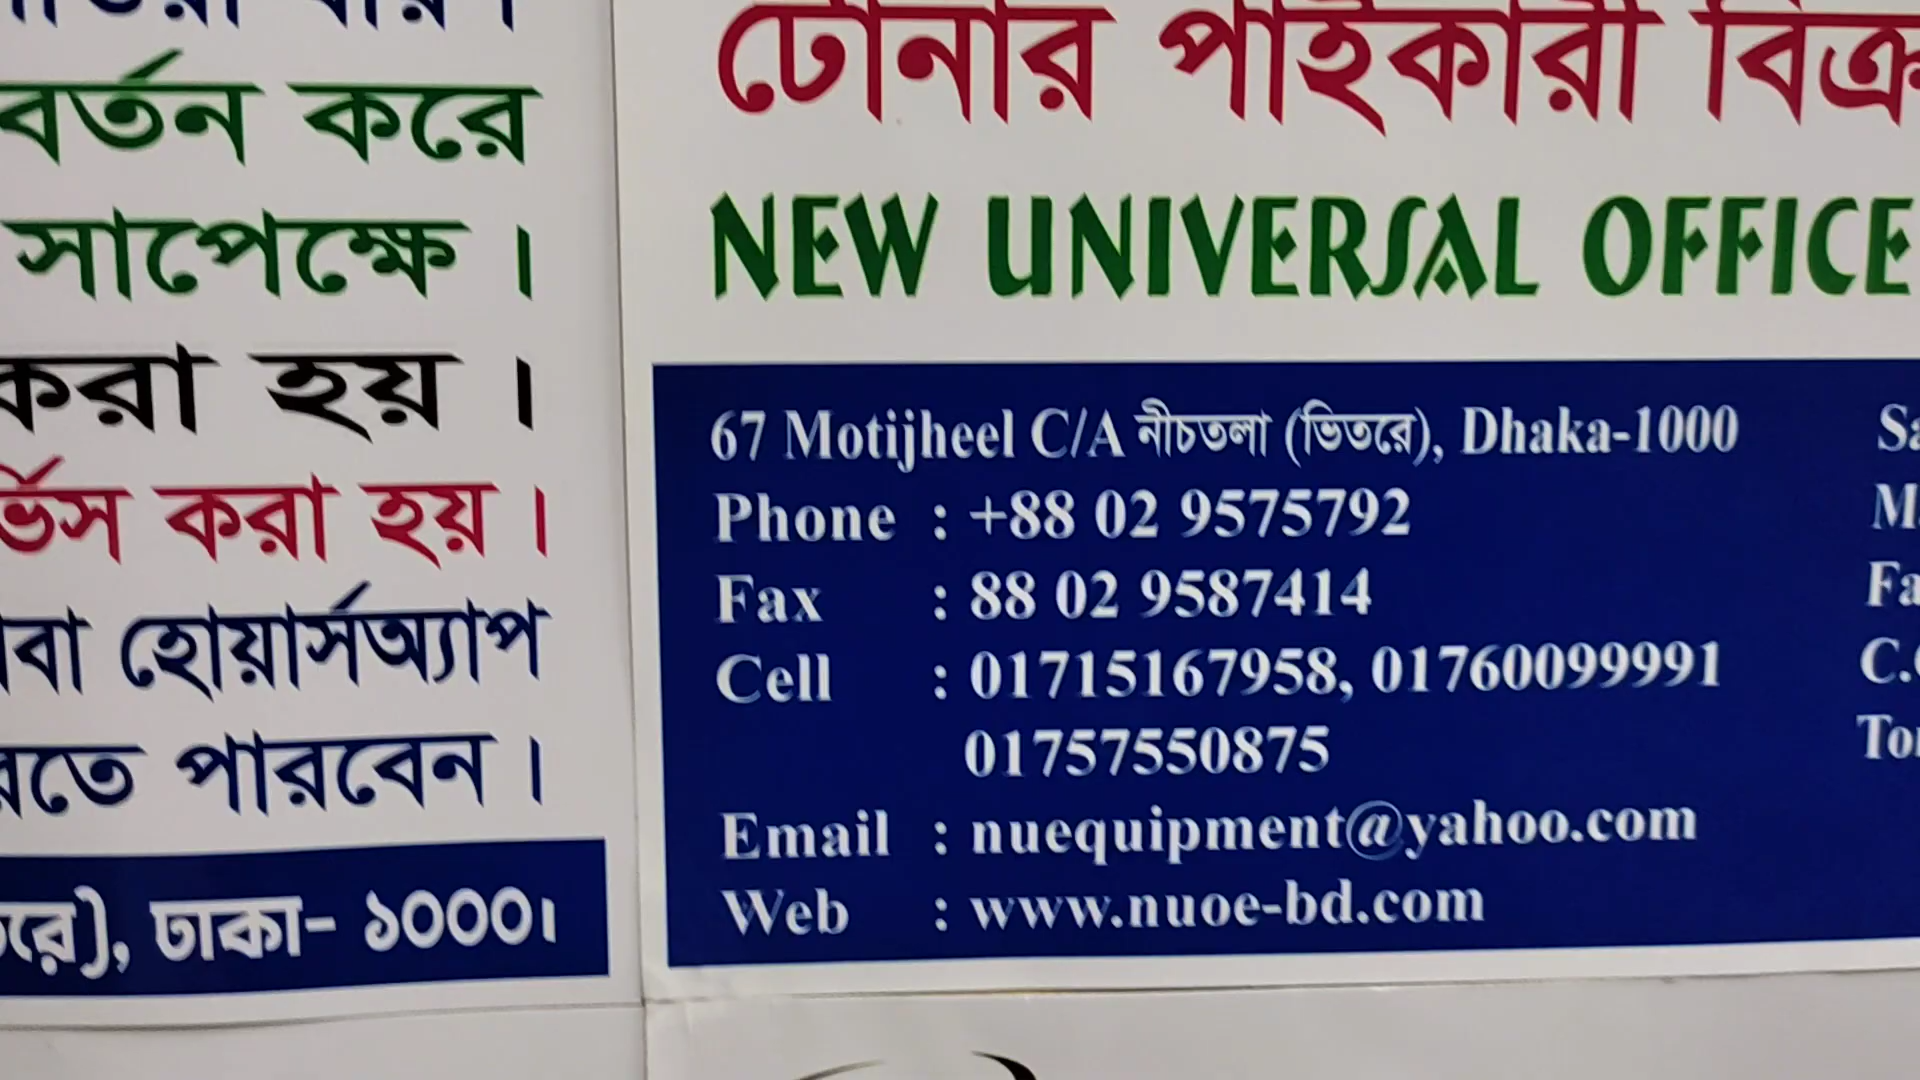 বর্তন করে
সাপেক্ষে ।
করা হয় ।
র্ভিস করা হয় ।
হোয়ার্সঅ্যাপ
রতে পারবেন ।
রে), ঢাকা- ১০০০।
টোনার পাইকারী বিক্র
NEW UNIVERSAL OFFICE
67 Motijheel C/A নীচতলা (ভিতরে), Dhaka-1000
Phone : +88 02 9575792
Fax : 88 02 9587414
Cell : 01715167958, 01760099991
01757550875
Email : nuequipment@yahoo.com
Web : www.nuoe-bd.com